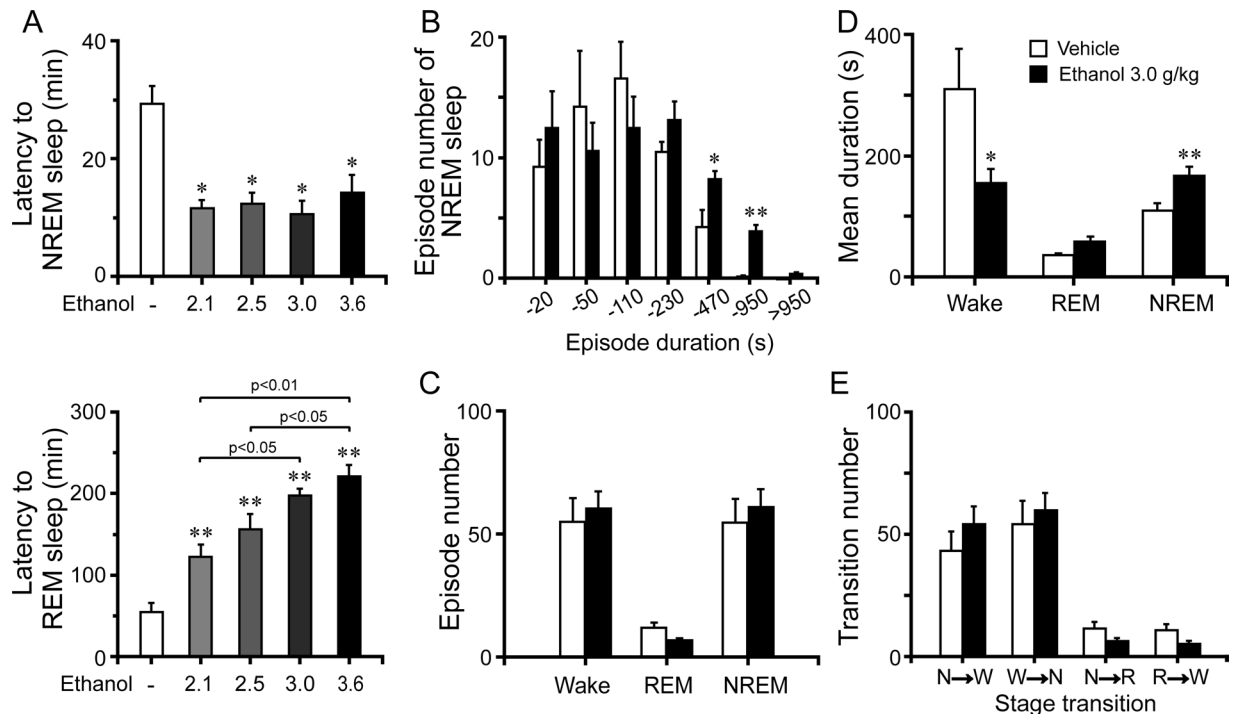 A
Latency to
NREM sleep (min)
40
20
0
* * * *
Ethanol - 2.1 2.5 3.0 3.6
Latency to
REM sleep (min)
300
200
100
0
p<0.01
p<0.05
p<0.05
** ** ** **
Ethanol - 2.1 2.5 3.0 3.6
B
Episode number of
NREM sleep
20
10
0
* **
-20 -50 -110 -230 -470 -950 >950
Episode duration (s)
C
Episode number
100
50
0
Wake REM NREM
D
Mean duration (s)
400
200
0
Vehicle
Ethanol 3.0 g/kg
* **
Wake REM NREM
E
Transition number
100
50
0
N→W W→N N→R R→W
Stage transition